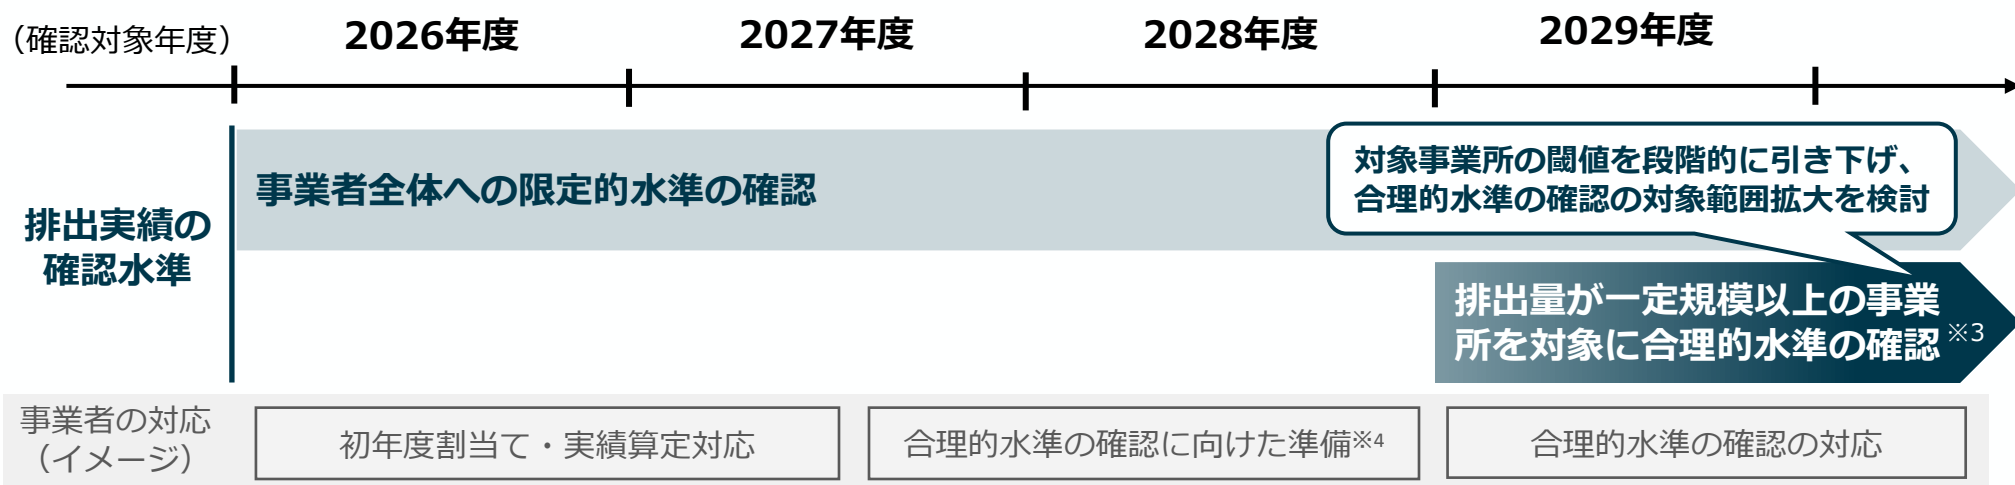 （確認対象年度）
2026年度
2027年度
2028年度
2029年度
事業者全体への限定的水準の確認
対象事業所の閾値を段階的に引き下げ、
合理的水準の確認の対象範囲拡大を検討
排出実績の
確認水準
排出量が一定規模以上の事業
所を対象に合理的水準の確認※3
事業者の対応
（イメージ）
初年度割当て・実績算定対応
合理的水準の確認に向けた準備※4
合理的水準の確認の対応